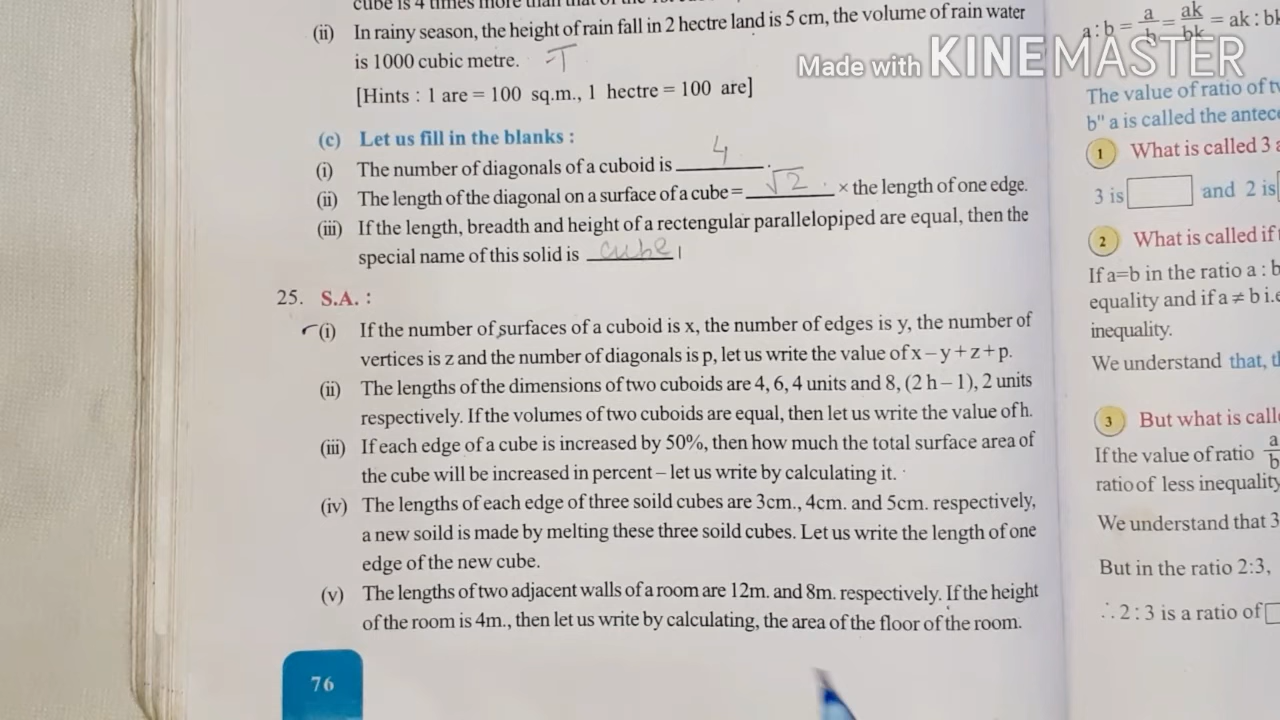 cube is 4 times more than that of the
(ii) In rainy season, the height of rain fall in 2 hectre land is 5 cm, the volume of rain water
is 1000 cubic metre. T
[Hints : 1 are = 100 sq.m., 1 hectre = 100 are]
(c) Let us fill in the blanks :
(i) The number of diagonals of a cuboid is 4.
(ii) The length of the diagonal on a surface of a cube = √2 × the length of one edge.
(iii) If the length, breadth and height of a rectengular parallelopiped are equal, then the
special name of this solid is cube |
25. S.A. :
(i) If the number of surfaces of a cuboid is x, the number of edges is y, the number of
vertices is z and the number of diagonals is p, let us write the value of x – y + z + p.
(ii) The lengths of the dimensions of two cuboids are 4, 6, 4 units and 8, (2 h – 1), 2 units
respectively. If the volumes of two cuboids are equal, then let us write the value of h.
(iii) If each edge of a cube is increased by 50%, then how much the total surface area of
the cube will be increased in percent – let us write by calculating it.
(iv) The lengths of each edge of three soild cubes are 3cm., 4cm. and 5cm. respectively,
a new soild is made by melting these three soild cubes. Let us write the length of one
edge of the new cube.
(v) The lengths of two adjacent walls of a room are 12m. and 8m. respectively. If the height
of the room is 4m., then let us write by calculating, the area of the floor of the room.
76
a : b = a/b = ak/bk = ak : bk
Made with KINEMASTER
The value of ratio of
b" a is called the
1 What is called 3
3 is and 2 is
2 What is called if
If a=b in the ratio a : b
equality and if a ≠ b i.e
inequality.
We understand that,
3 But what is
If the value of ratio a/b
ratio of less inequality
We understand that 3
But in the ratio 2:3,
∴ 2 : 3 is a ratio of